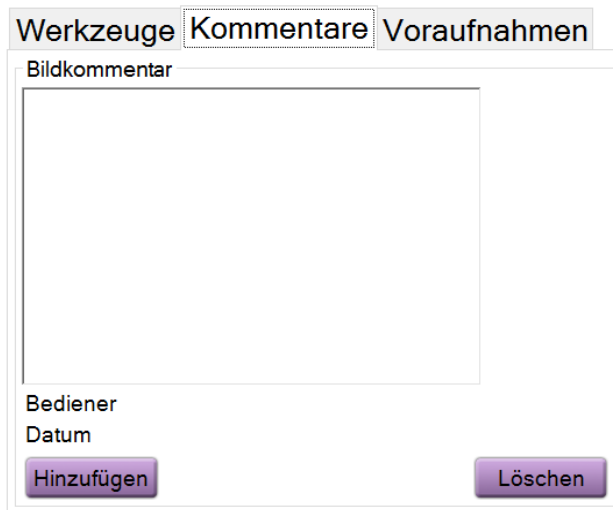 Werkzeuge Kommentare Voraufnahmen
Bildkommentar
Bediener
Datum
Hinzufügen Löschen